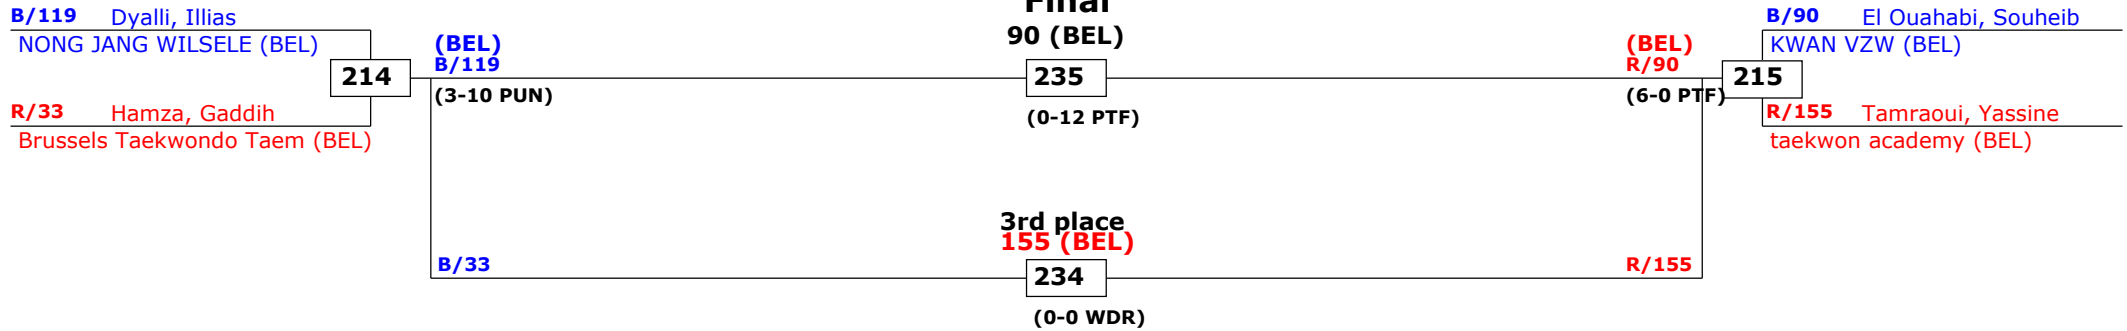 B/119 Dyalli, Illias
NONG JANG WILSELE (BEL)
214
R/33 Hamza, Gaddih
Brussels Taekwondo Taem (BEL)
(BEL)
B/119
(3-10 PUN)
Final
90 (BEL)
235
(0-12 PTF)
(BEL)
R/90
(6-0 PTF)
B/90 El Ouahabi, Souheib
KWAN VZW (BEL)
215
R/155 Tamraoui, Yassine
taekwon academy (BEL)
3rd place
155 (BEL)
B/33
234
R/155
(0-0 WDR)